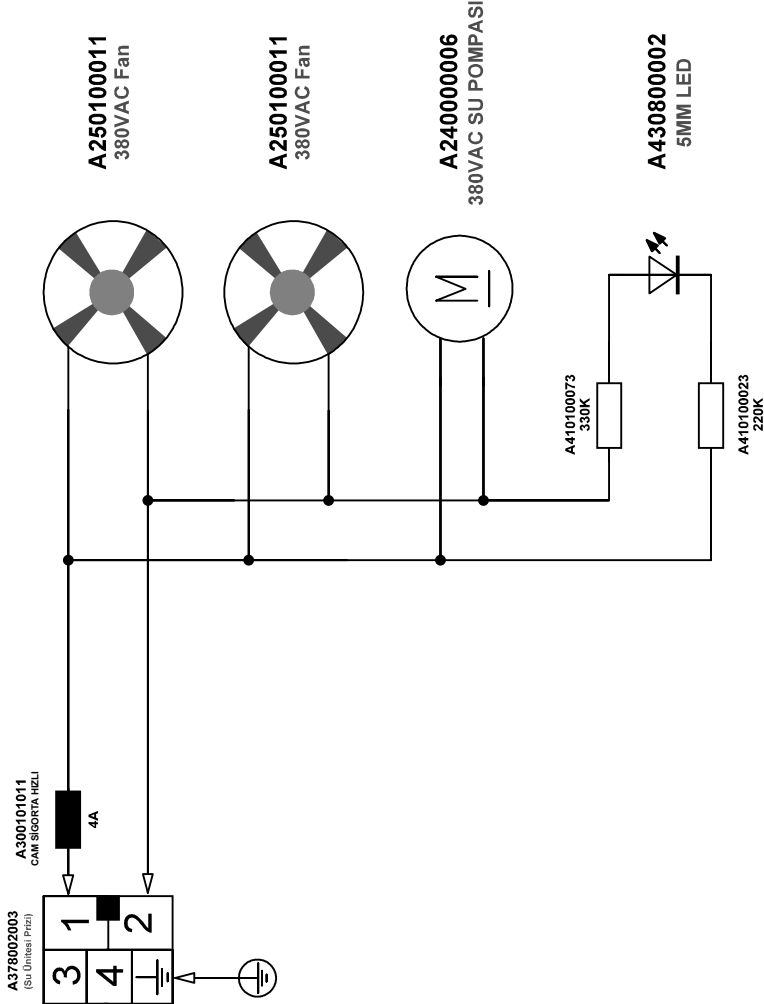 A250100011
380VAC Fan
A250100011
380VAC Fan
A240000006
380VAC SU POMPASI
A430800002
5MM LED
M
A410100073
330K
A410100023
220K
A300101011
CAM SİGORTA HIZLI
4A
A378002003
(Su Ünitesi Prizi)
1
2
3
4